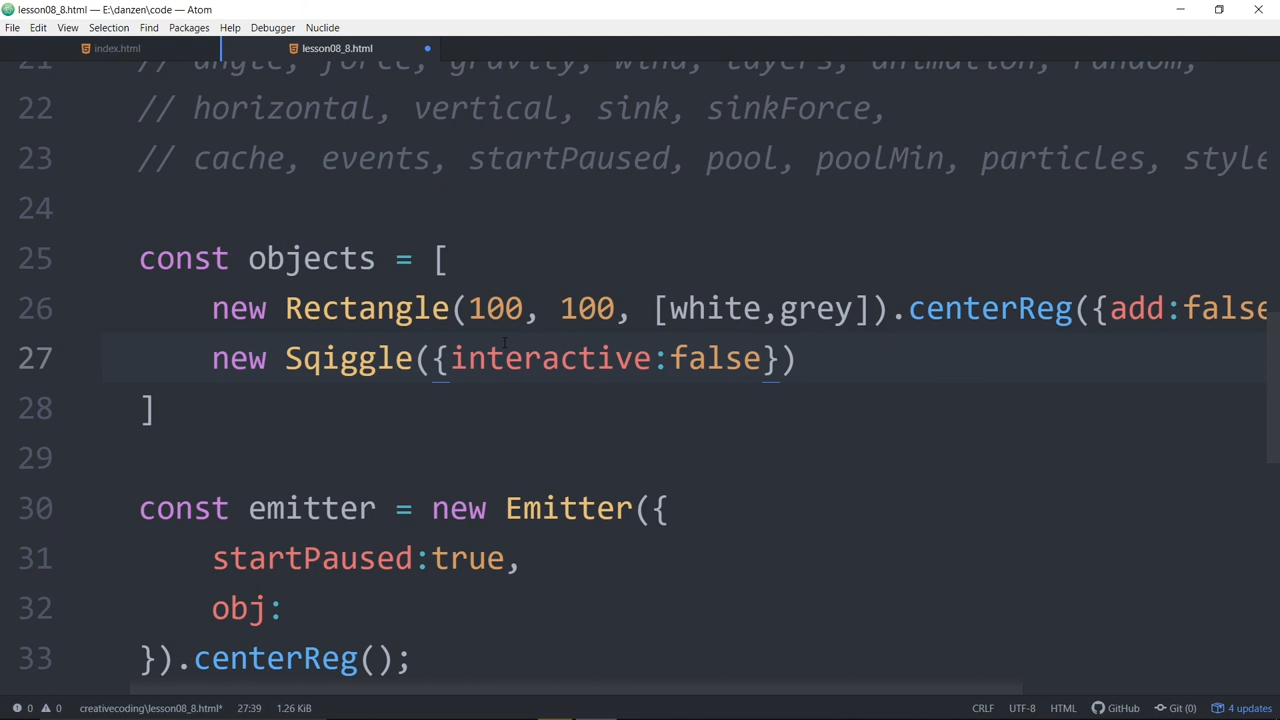 lesson08_8.html — E:\danzen\code — Atom
File Edit View Selection Find Packages Help Debugger Nuclide
index.html lesson08_8.html
21 // angle, force, gravity, wind, layers, animation, random,
22 // horizontal, vertical, sink, sinkForce,
23 // cache, events, startPaused, pool, poolMin, particles, style
24
25 const objects = [
26 new Rectangle(100, 100, [white,grey]).centerReg({add:false
27 new Sqiggle({interactive:false})
28 ]
29
30 const emitter = new Emitter({
31 startPaused:true,
32 obj:
33 }).centerReg();
0 0 creativecoding\lesson08_8.html* 27:39 1.26 KiB CRLF UTF-8 HTML GitHub Git (0) 4 updates